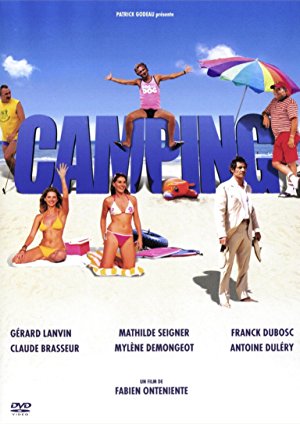 PATRICK GODEAU présente
CAMPING
GÉRARD LANVIN MATHILDE SEIGNER FRANCK DUBOSC
CLAUDE BRASSEUR MYLÈNE DEMONGEOT ANTOINE DULÉRY
UN FILM DE
FABIEN ONTENIENTE
DVD
VIDEO